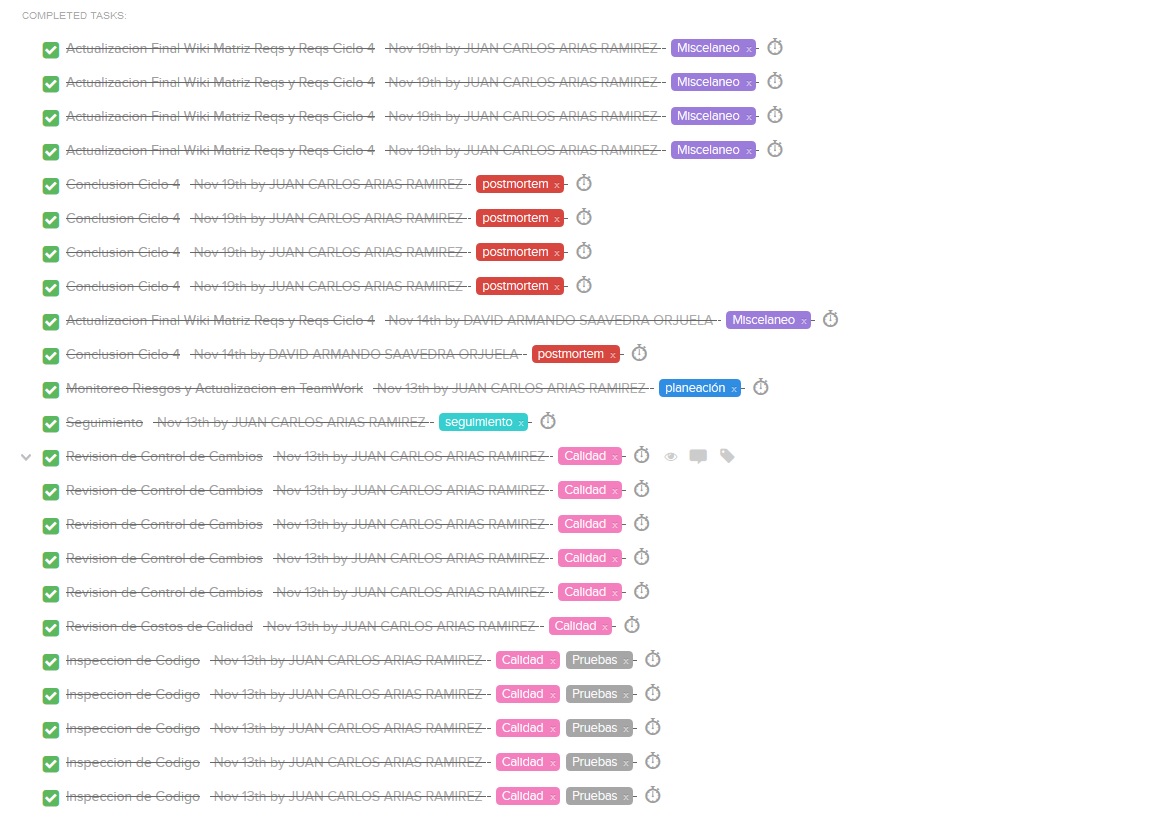 COMPLETED TASKS:
Actualizacion Final Wiki Matriz Reqs y Reqs Ciclo 4 - Nov 19th by JUAN CARLOS ARIAS RAMIREZ - Miscelaneo x
Actualizacion Final Wiki Matriz Reqs y Reqs Ciclo 4 - Nov 19th by JUAN CARLOS ARIAS RAMIREZ - Miscelaneo x
Actualizacion Final Wiki Matriz Reqs y Reqs Ciclo 4 - Nov 19th by JUAN CARLOS ARIAS RAMIREZ - Miscelaneo x
Actualizacion Final Wiki Matriz Reqs y Reqs Ciclo 4 - Nov 19th by JUAN CARLOS ARIAS RAMIREZ - Miscelaneo x
Conclusion Ciclo 4 - Nov 19th by JUAN CARLOS ARIAS RAMIREZ - postmortem x
Conclusion Ciclo 4 - Nov 19th by JUAN CARLOS ARIAS RAMIREZ - postmortem x
Conclusion Ciclo 4 - Nov 19th by JUAN CARLOS ARIAS RAMIREZ - postmortem x
Conclusion Ciclo 4 - Nov 19th by JUAN CARLOS ARIAS RAMIREZ - postmortem x
Actualizacion Final Wiki Matriz Reqs y Reqs Ciclo 4 - Nov 14th by DAVID ARMANDO SAAVEDRA ORJUELA - Miscelaneo x
Conclusion Ciclo 4 - Nov 14th by DAVID ARMANDO SAAVEDRA ORJUELA - postmortem x
Monitoreo Riesgos y Actualizacion en TeamWork - Nov 13th by JUAN CARLOS ARIAS RAMIREZ - planeación x
Seguimiento - Nov 13th by JUAN CARLOS ARIAS RAMIREZ - seguimiento x
Revision de Control de Cambios - Nov 13th by JUAN CARLOS ARIAS RAMIREZ - Calidad x
Revision de Control de Cambios - Nov 13th by JUAN CARLOS ARIAS RAMIREZ - Calidad x
Revision de Control de Cambios - Nov 13th by JUAN CARLOS ARIAS RAMIREZ - Calidad x
Revision de Control de Cambios - Nov 13th by JUAN CARLOS ARIAS RAMIREZ - Calidad x
Revision de Control de Cambios - Nov 13th by JUAN CARLOS ARIAS RAMIREZ - Calidad x
Revision de Costos de Calidad - Nov 13th by JUAN CARLOS ARIAS RAMIREZ - Calidad x
Inspeccion de Codigo - Nov 13th by JUAN CARLOS ARIAS RAMIREZ - Calidad x Pruebas x
Inspeccion de Codigo - Nov 13th by JUAN CARLOS ARIAS RAMIREZ - Calidad x Pruebas x
Inspeccion de Codigo - Nov 13th by JUAN CARLOS ARIAS RAMIREZ - Calidad x Pruebas x
Inspeccion de Codigo - Nov 13th by JUAN CARLOS ARIAS RAMIREZ - Calidad x Pruebas x
Inspeccion de Codigo - Nov 13th by JUAN CARLOS ARIAS RAMIREZ - Calidad x Pruebas x